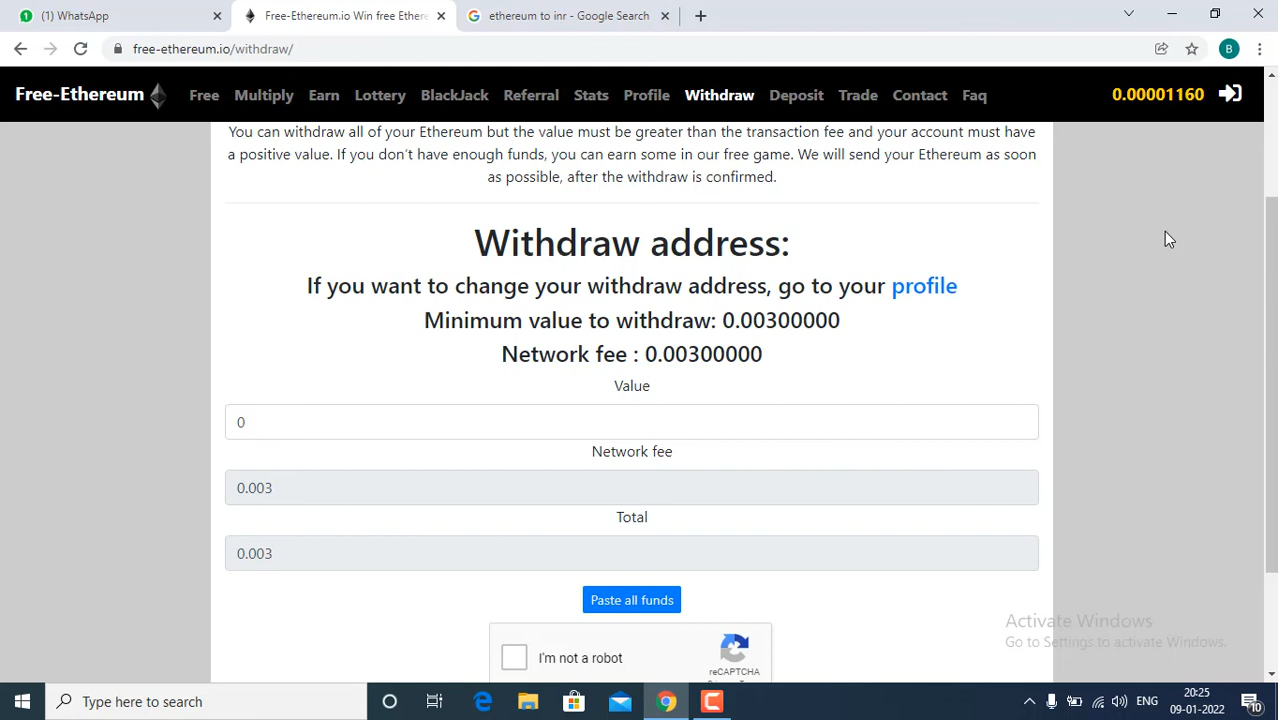 (1) WhatsApp
Free-Ethereum.io Win free Ethere
ethereum to inr - Google Search
free-ethereum.io/withdraw/
B
Free-Ethereum Free Multiply Earn Lottery BlackJack Referral Stats Profile Withdraw Deposit Trade Contact Faq 0.00001160
You can withdraw all of your Ethereum but the value must be greater than the transaction fee and your account must have
a positive value. If you don't have enough funds, you can earn some in our free game. We will send your Ethereum as soon
as possible, after the withdraw is confirmed.
Withdraw address:
If you want to change your withdraw address, go to your profile
Minimum value to withdraw: 0.00300000
Network fee : 0.00300000
Value
0
Network fee
0.003
Total
0.003
Paste all funds
I'm not a robot
reCAPTCHA
Activate Windows
Go to Settings to activate Windows.
Type here to search
ENG
20:25
09-01-2022
10